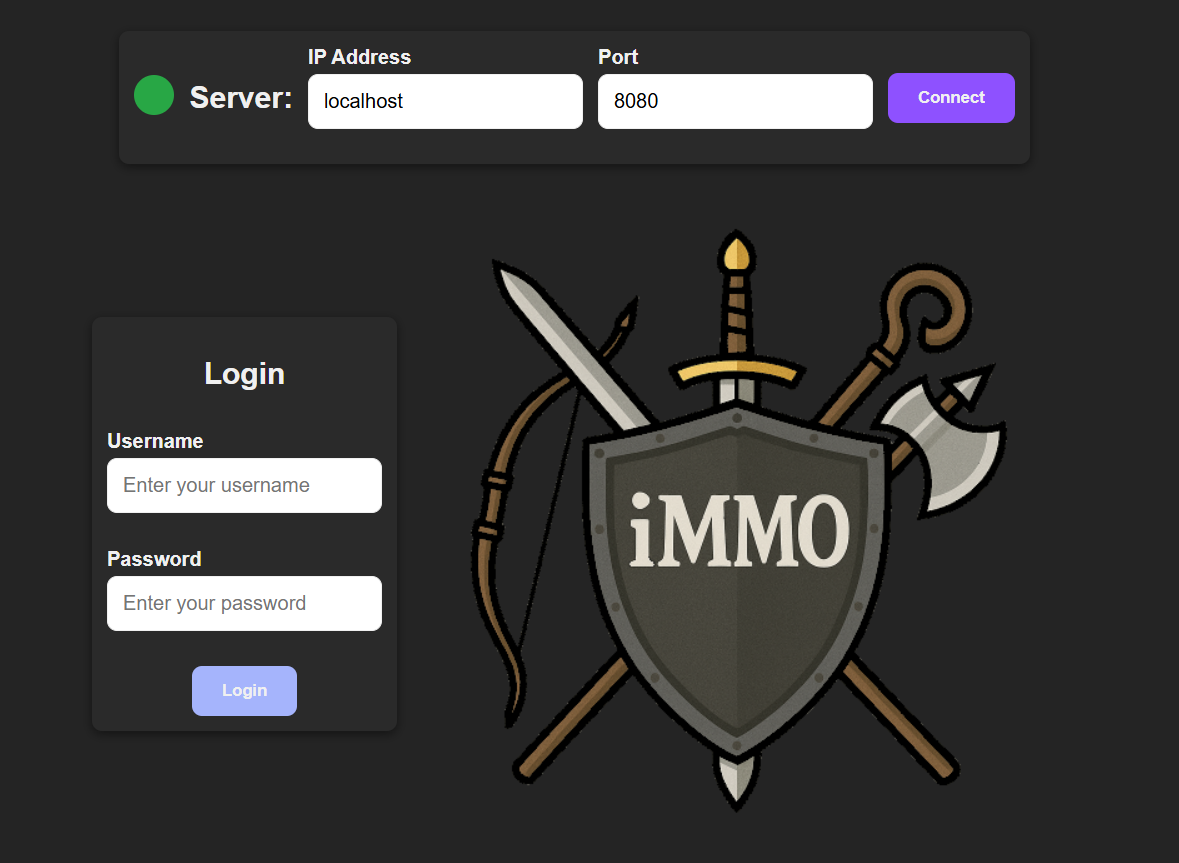 IP Address
Port
Server:
localhost
8080
Connect
Login
Username
Enter your username
Password
Enter your password
Login
iMMO